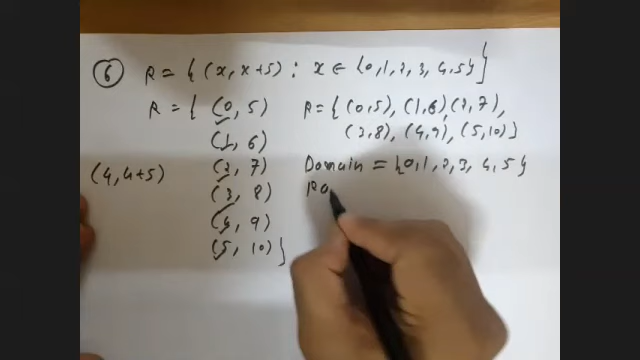 6 R = { (x, x+5) : x ∈ {0,1,2,3,4,5} }
R = { (0, 5)
(1, 6)
(2, 7)
(3, 8)
(4, 9)
(5, 10) }
(4, 4+5)
R = { (0,5), (1,6) (2,7),
(3,8), (4,9), (5,10) }
Domain = {0,1,2,3,4,5}
Ra